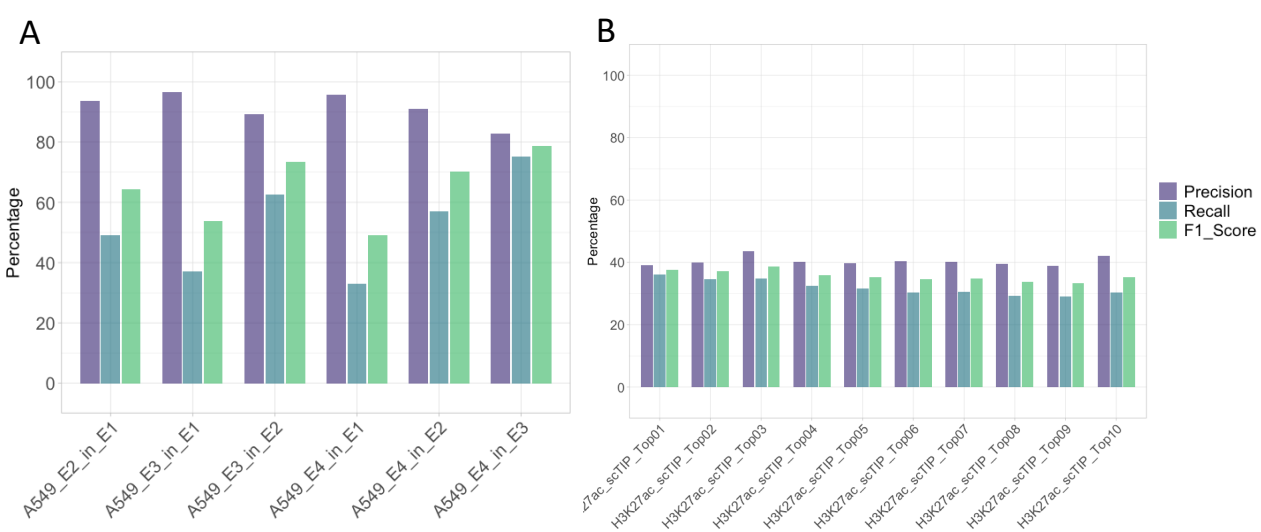 A
B
100
80
60
40
20
0
Percentage
A549_E2_in_E1
A549_E3_in_E1
A549_E3_in_E2
A549_E4_in_E1
A549_E4_in_E2
A549_E4_in_E3
100
80
60
40
20
0
Percentage
27ac_scTIP_Top01
H3K27ac_scTIP_Top02
H3K27ac_scTIP_Top03
H3K27ac_scTIP_Top04
H3K27ac_scTIP_Top05
H3K27ac_scTIP_Top06
H3K27ac_scTIP_Top07
H3K27ac_scTIP_Top08
H3K27ac_scTIP_Top09
H3K27ac_scTIP_Top10
Precision
Recall
F1_Score